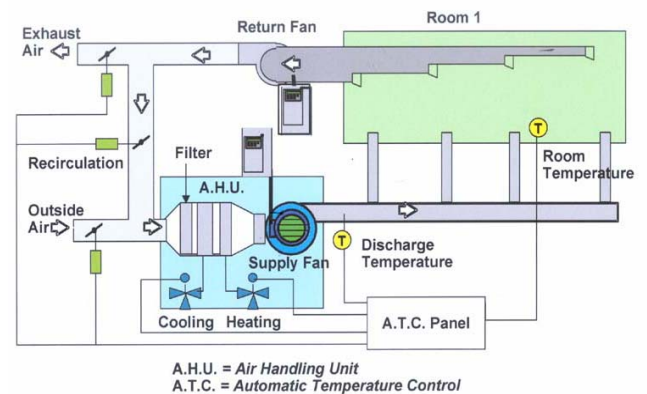 Room 1
Return Fan
Exhaust
Air
Recirculation
Filter
A.H.U.
T
Room
Temperature
Outside
Air
Supply Fan
T
Discharge
Temperature
Cooling Heating
A.T.C. Panel
A.H.U. = Air Handling Unit
A.T.C. = Automatic Temperature Control